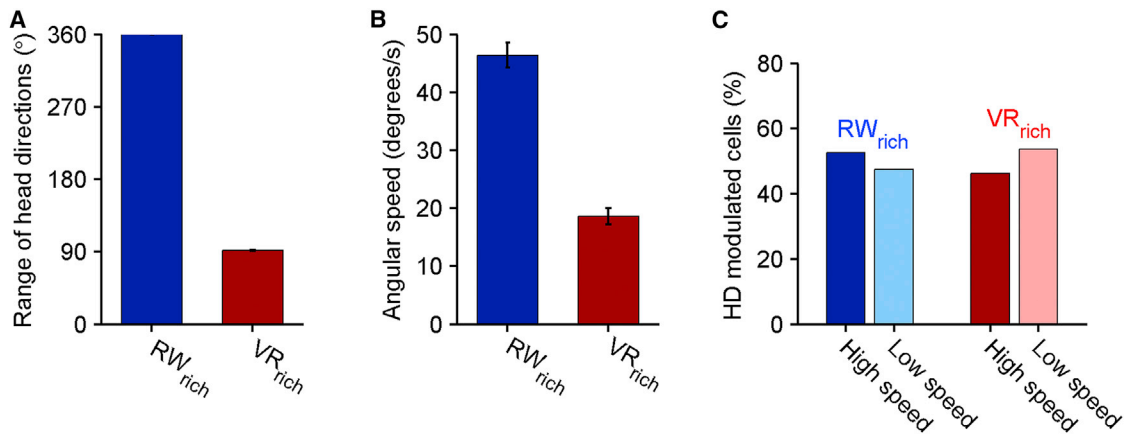 A
Range of head directions (°)
360
270
180
90
0
RWrich
VRrich
B
Angular speed (degrees/s)
50
40
30
20
10
0
RWrich
VRrich
C
HD modulated cells (%)
80
60
40
20
0
RWrich
VRrich
High speed
Low speed
High speed
Low speed